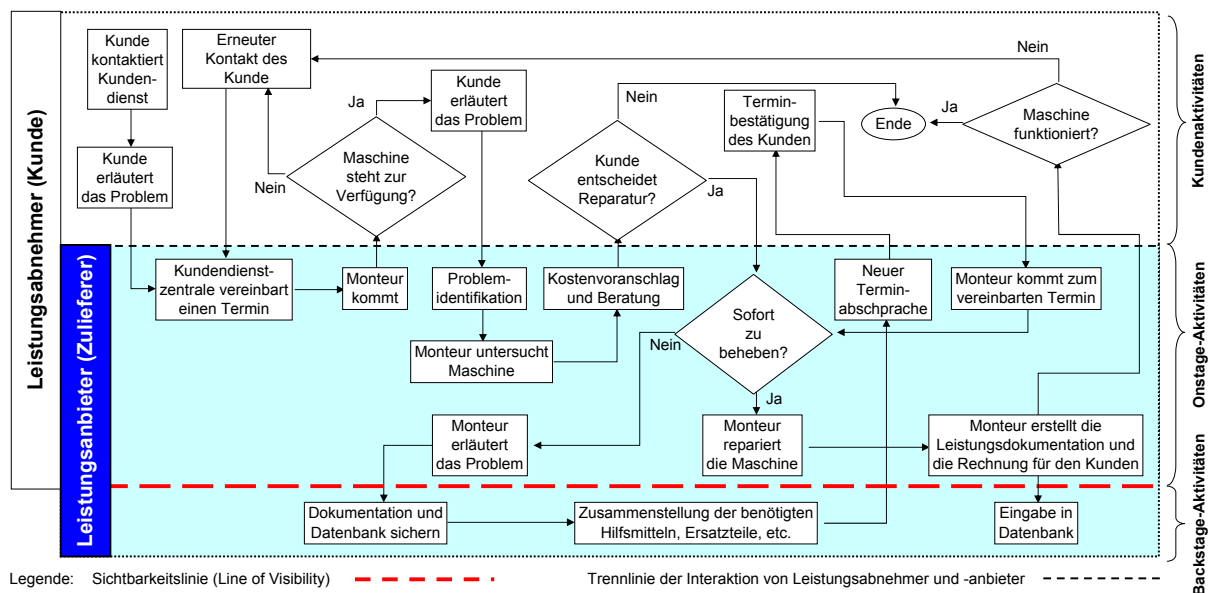 Leistungsabnehmer (Kunde)
Leistungsanbieter (Zulieferer)
Kunde
kontaktiert
Kunden-
dienst
Erneuter
Kontakt des
Kunde
Kunde
erläutert
das Problem
Ja
Nein
Maschine
steht zur
Verfügung?
Kunde
erläutert
das Problem
Nein
Kunde
entscheidet
Reparatur?
Ja
Termin-
bestätigung
des Kunden
Ende
Ja
Nein
Maschine
funktioniert?
Kundenaktivitäten
Kundendienst-
zentrale vereinbart
einen Termin
Monteur
kommt
Problem-
identifikation
Kostenvoranschlag
und Beratung
Neuer
Termin-
abschprache
Monteur kommt zum
vereinbarten Termin
Monteur untersucht
Maschine
Nein
Sofort
zu
beheben?
Ja
Monteur
erläutert
das Problem
Monteur
repariert
die Maschine
Monteur erstellt die
Leistungsdokumentation und
die Rechnung für den Kunden
Onstage-Aktivitäten
Dokumentation und
Datenbank sichern
Zusammenstellung der benötigten
Hilfsmitteln, Ersatzteile, etc.
Eingabe in
Datenbank
Backstage-Aktivitäten
Legende: Sichtbarkeitslinie (Line of Visibility)
Trennlinie der Interaktion von Leistungsabnehmer und -anbieter